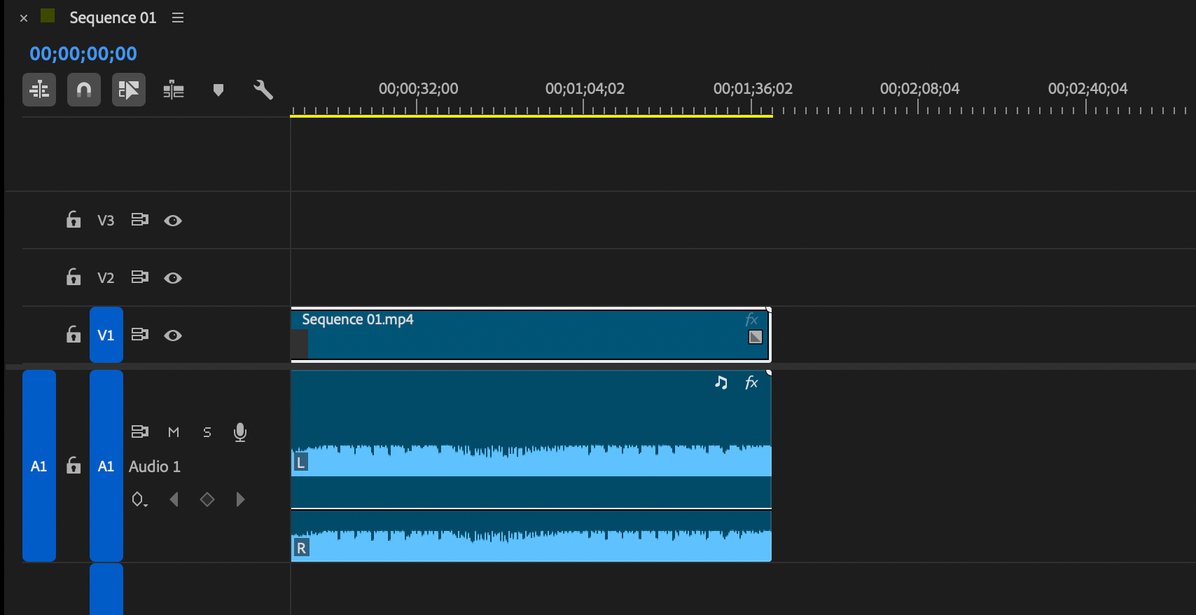 Sequence 01
00;00;00;00
00;00;32;00 00;01;04;02 00;01;36;02 00;02;08;04 00;02;40;04
V3
V2
V1 Sequence 01.mp4 fx
fx
A1 A1 M S
Audio 1
L
R